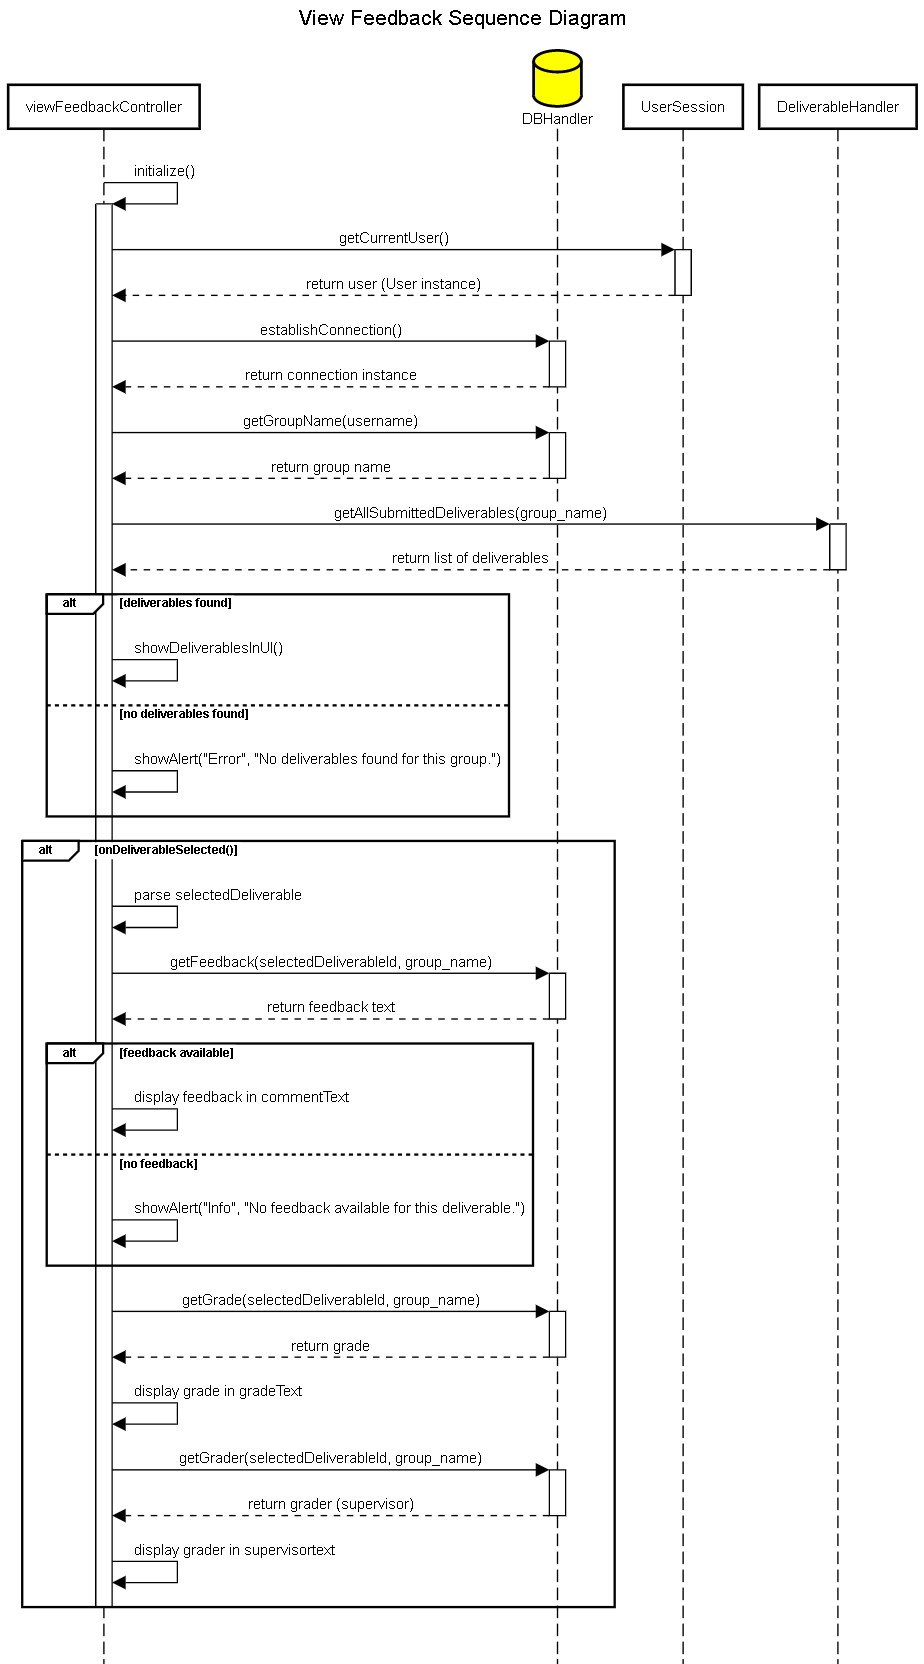 View Feedback Sequence Diagram
viewFeedbackController
DBHandler
UserSession
DeliverableHandler
initialize()
getCurrentUser()
return user (User instance)
establishConnection()
return connection instance
getGroupName(username)
return group name
getAllSubmittedDeliverables(group_name)
return list of deliverables
alt [deliverables found]
showDeliverablesInUI()
[no deliverables found]
showAlert("Error", "No deliverables found for this group.")
alt [onDeliverableSelected()]
parse selectedDeliverable
getFeedback(selectedDeliverableId, group_name)
return feedback text
alt [feedback available]
display feedback in commentText
[no feedback]
showAlert("Info", "No feedback available for this deliverable.")
getGrade(selectedDeliverableId, group_name)
return grade
display grade in gradeText
getGrader(selectedDeliverableId, group_name)
return grader (supervisor)
display grader in supervisortext